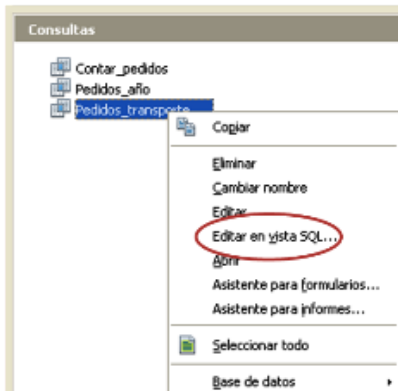 Consultas
Contar_pedidos
Pedidos_año
Pedidos_transporte
Copiar
Eliminar
Cambiar nombre
Editar
Editar en vista SQL...
Abrir
Asistente para formularios...
Asistente para informes...
Seleccionar todo
Base de datos